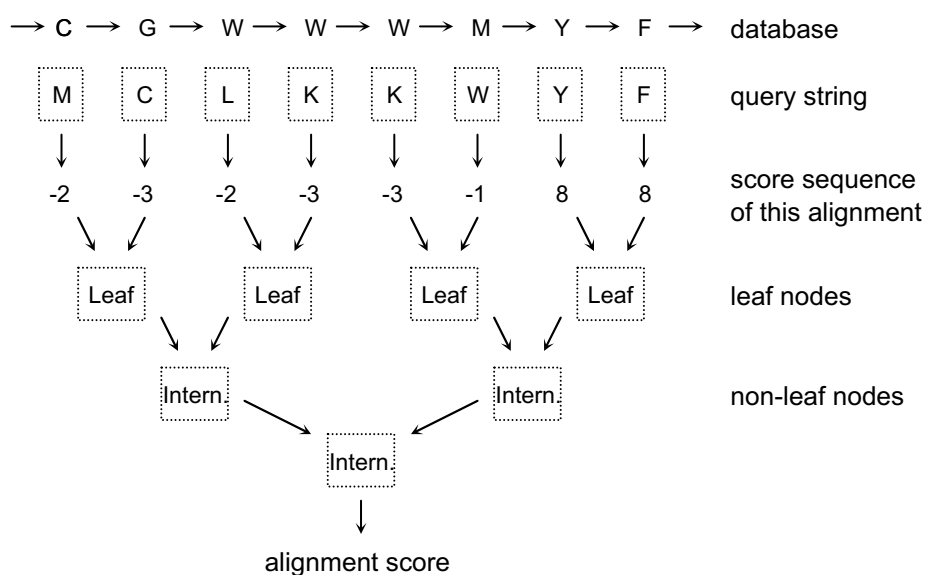 C G W W W M Y F database
M C L K K W Y F query string
-2 -3 -2 -3 -3 -1 8 8 score sequence
of this alignment
Leaf Leaf Leaf Leaf leaf nodes
Intern. Intern. non-leaf nodes
Intern.
alignment score